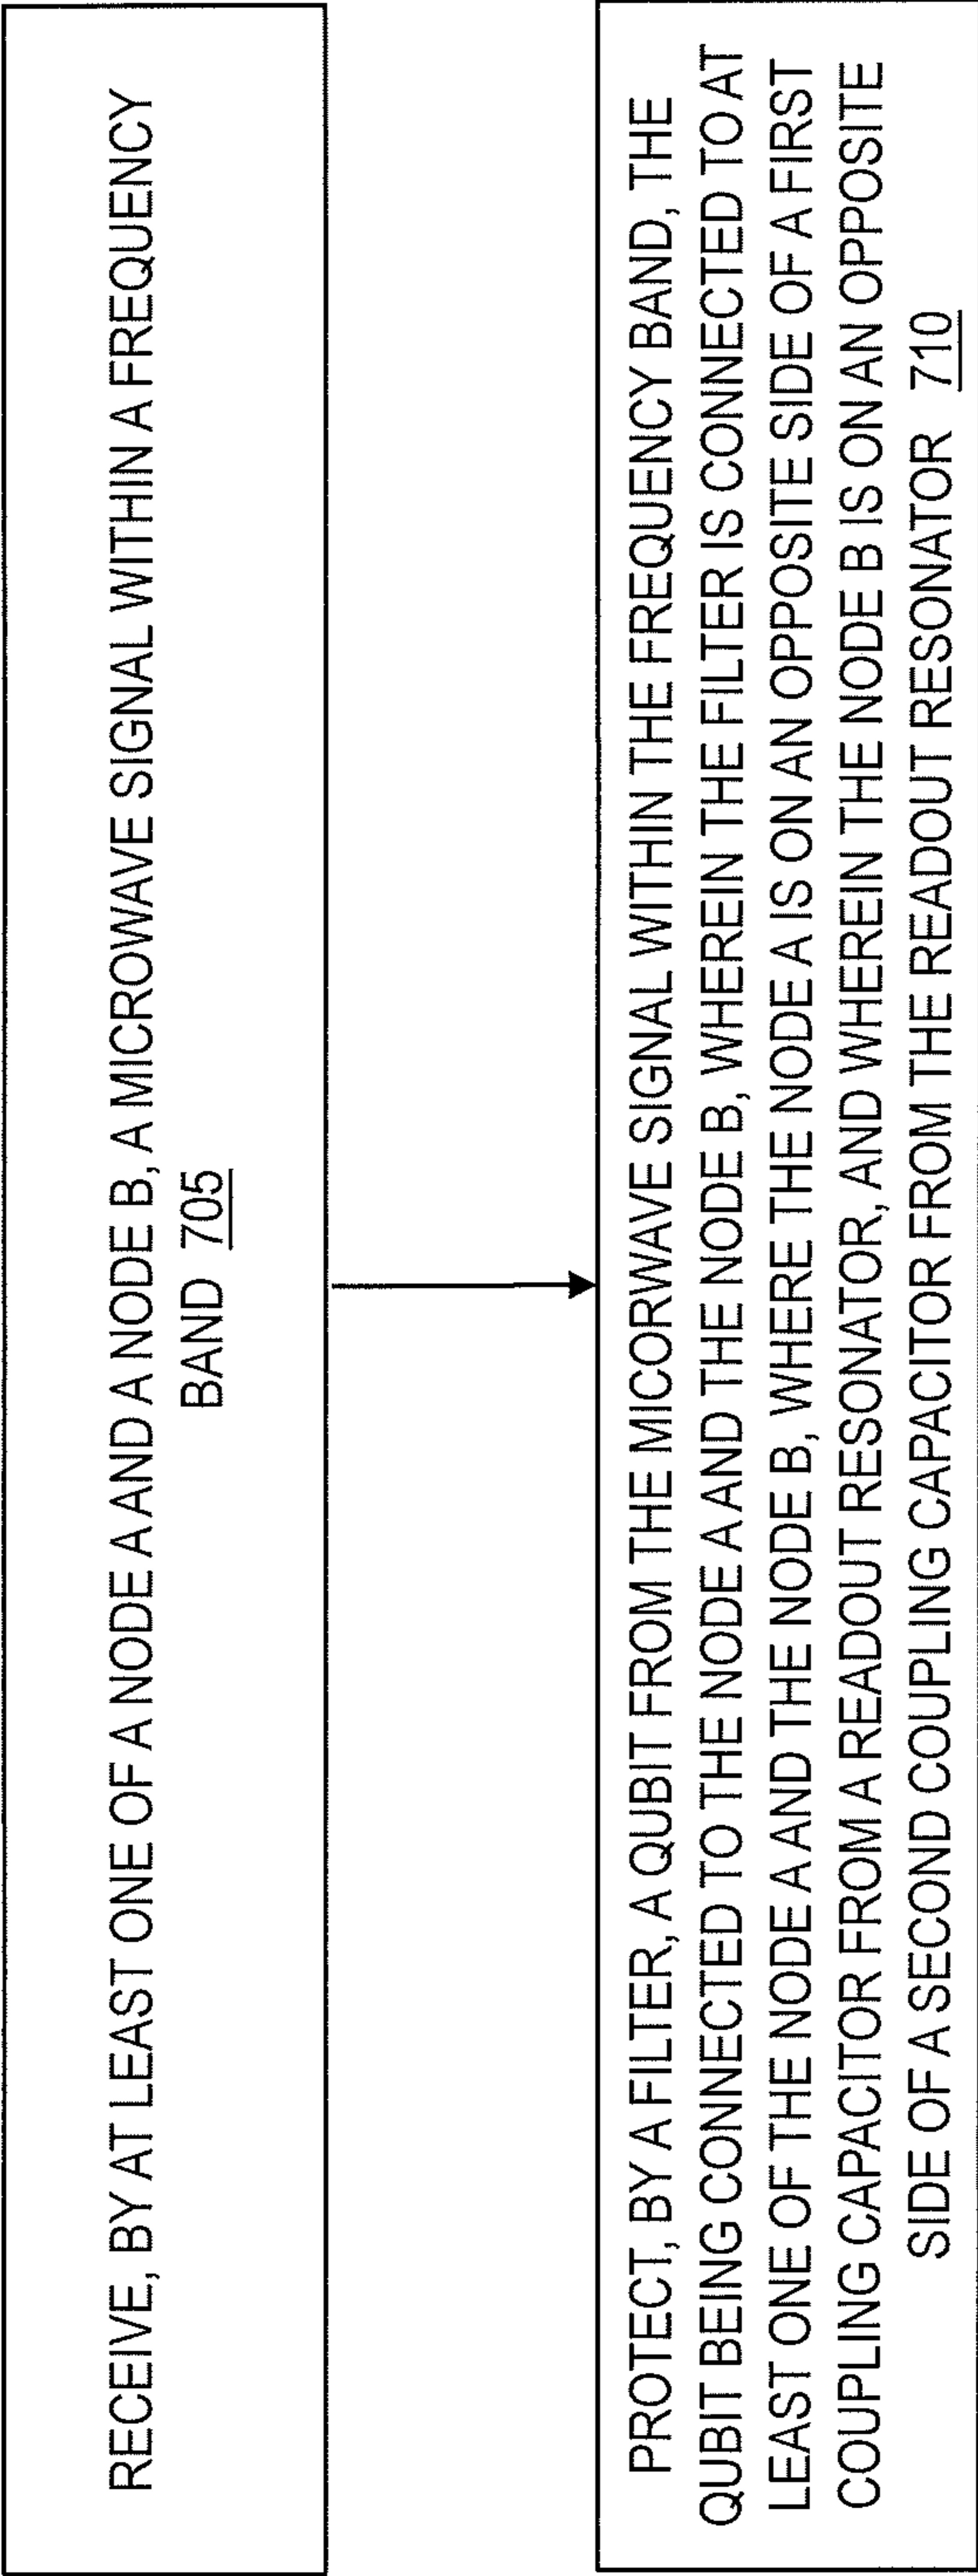 RECEIVE, BY AT LEAST ONE OF A NODE A AND A NODE B, A MICROWAVE SIGNAL WITHIN A FREQUENCY
BAND 705
PROTECT, BY A FILTER, A QUBIT FROM THE MICORWAVE SIGNAL WITHIN THE FREQUENCY BAND, THE
QUBIT BEING CONNECTED TO THE NODE A AND THE NODE B, WHEREIN THE FILTER IS CONNECTED TO AT
LEAST ONE OF THE NODE A AND THE NODE B, WHERE THE NODE A IS ON AN OPPOSITE SIDE OF A FIRST
COUPLING CAPACITOR FROM A READOUT RESONATOR, AND WHEREIN THE NODE B IS ON AN OPPOSITE
SIDE OF A SECOND COUPLING CAPACITOR FROM THE READOUT RESONATOR 710